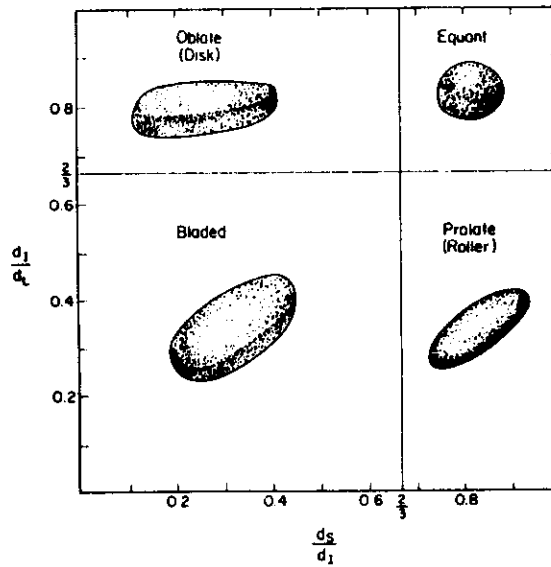 Oblate
(Disk)
Equant
0.8
2/3
0.6
Bladed
Prolate
(Roller)
d_I
d_L
0.4
0.2
0.2
0.4
0.6
2/3
0.8
d_S
d_I